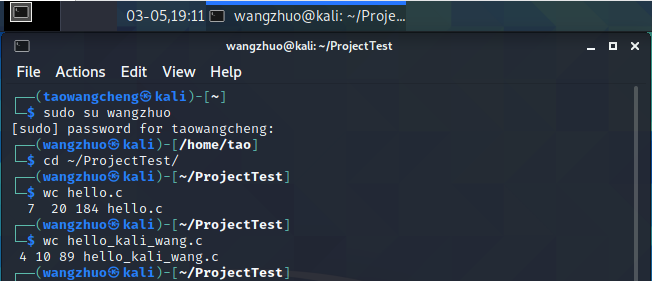 03-05,19:11 wangzhuo@kali: ~/Proje...
wangzhuo@kali: ~/ProjectTest
File Actions Edit View Help
┌──(taowangcheng㉿kali)-[~]
└─$ sudo su wangzhuo
[sudo] password for taowangcheng:
┌──(wangzhuo㉿kali)-[/home/tao]
└─$ cd ~/ProjectTest/
┌──(wangzhuo㉿kali)-[~/ProjectTest]
└─$ wc hello.c
7 20 184 hello.c
┌──(wangzhuo㉿kali)-[~/ProjectTest]
└─$ wc hello_kali_wang.c
4 10 89 hello_kali_wang.c
┌──(wangzhuo㉿kali)-[~/ProjectTest]